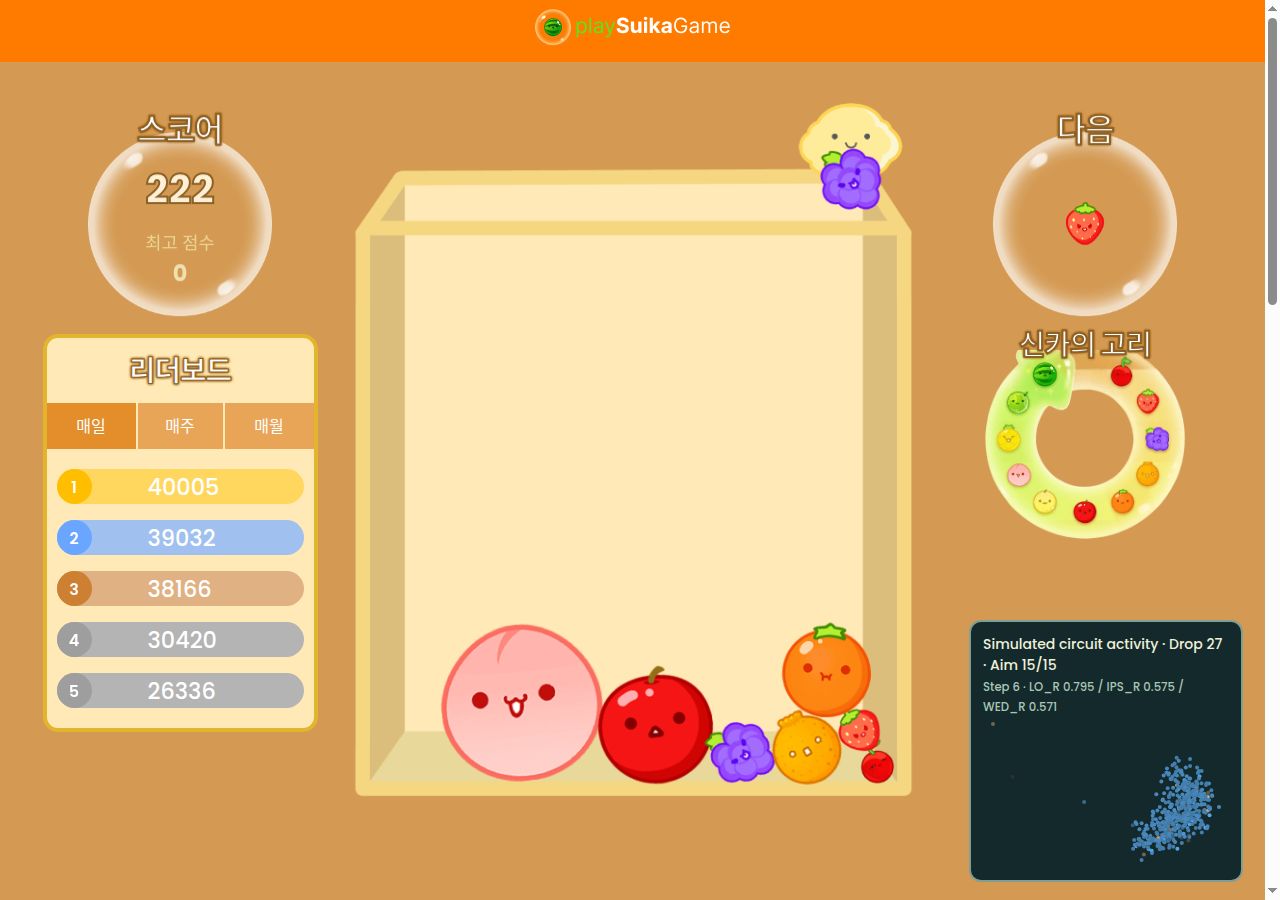 playSuikaGame
스코어
222
최고 점수
0
리더보드
매일 매주 매월
1 40005
2 39032
3 38166
4 30420
5 26336
다음
신카의 고리
Simulated circuit activity · Drop 27
· Aim 15/15
Step 6 · LO_R 0.795 / IPS_R 0.575 /
WED_R 0.571